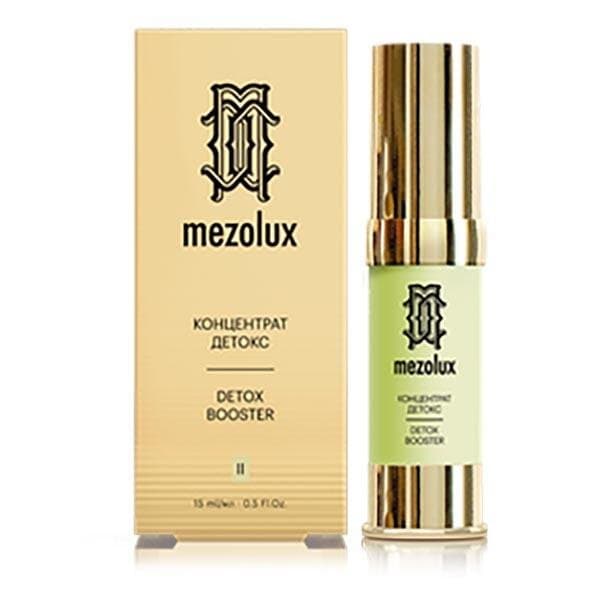 mezolux
КОНЦЕНТРАТ
ДЕТОКС
DETOX
BOOSTER
II
15 ml/мл · 0.5 Fl.Oz.
mezolux
КОНЦЕНТРАТ
ДЕТОКС
DETOX
BOOSTER